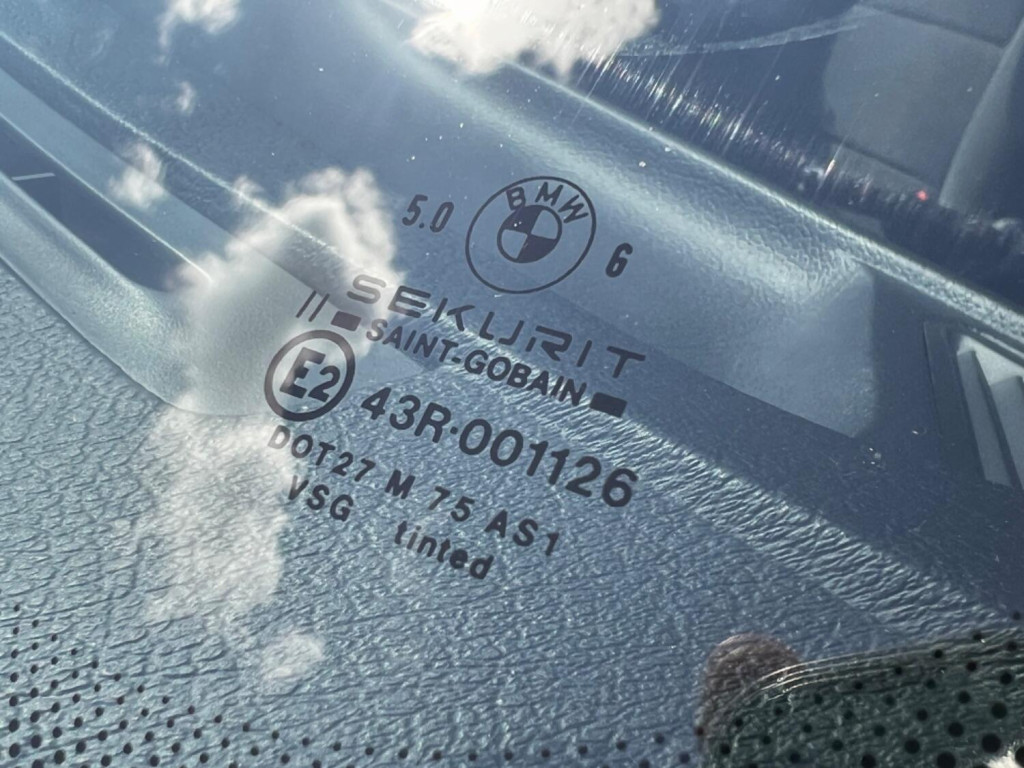 BMW
5.0 6
// SEKURIT
SAINT-GOBAIN
E2 43R-001126
DOT27 M 75 AS1
VSG tinted